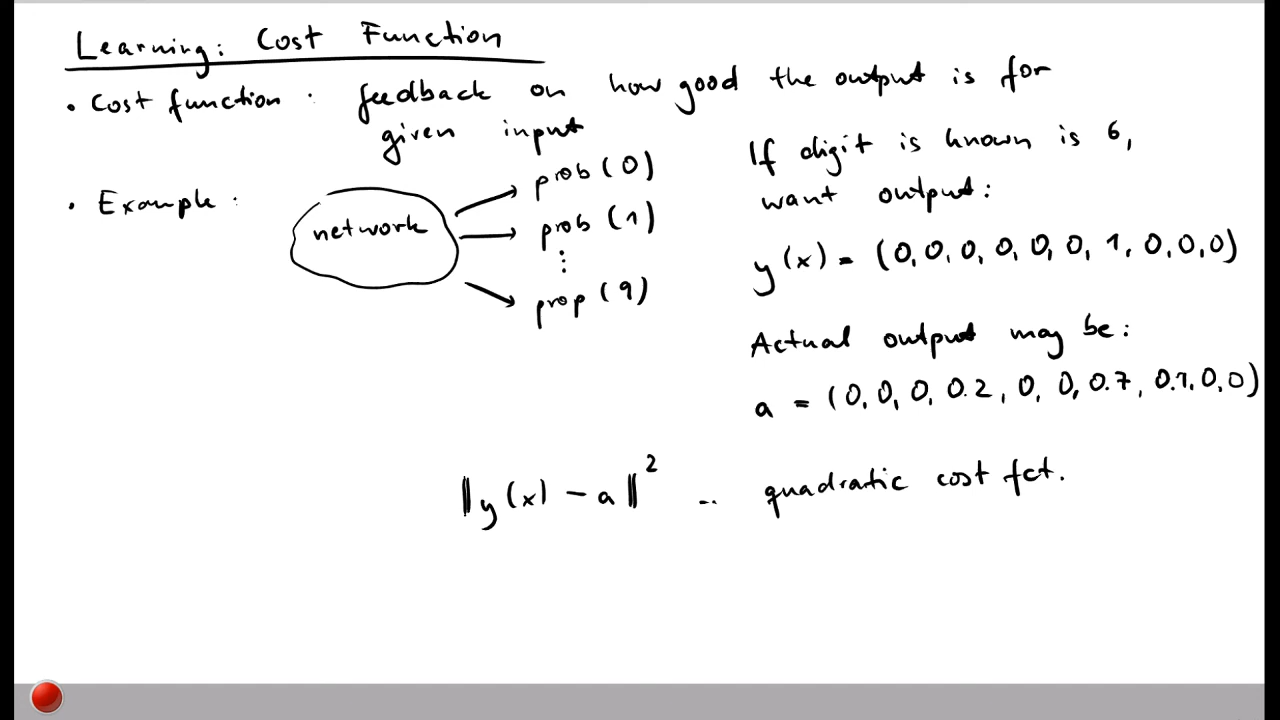 Learning: Cost Function
• Cost function: feedback on how good the output is for
given input
• Example:
network
prob (0)
prob (1)
⋮
prop (9)
If digit is known is 6,
want output:
y(x) = (0,0,0,0,0,0,1,0,0,0)
Actual output may be:
a = (0,0,0,0.2,0,0,0.7,0.1,0,0)
‖y(x) - a‖² .. quadratic cost fct.